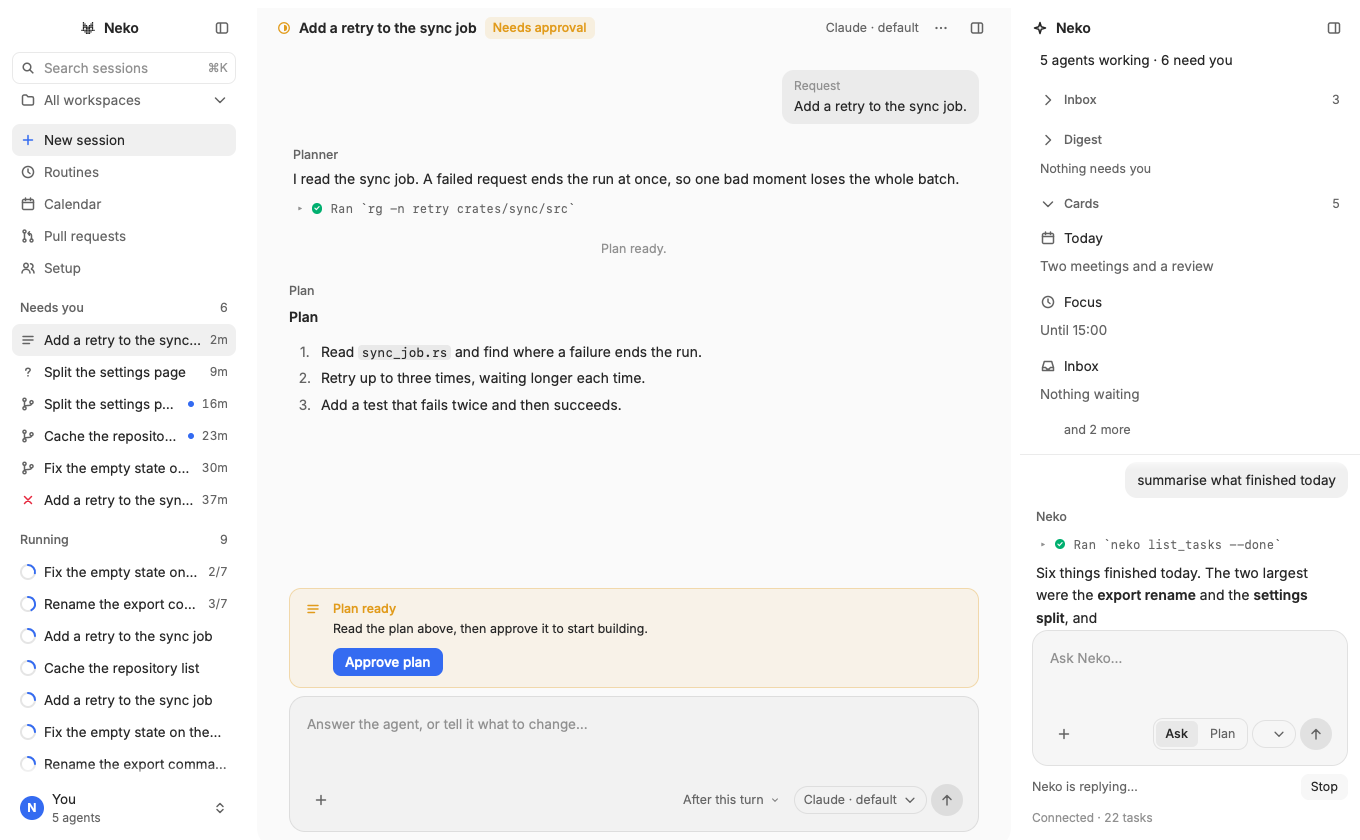 Neko
Search sessions ⌘K
All workspaces
New session
Routines
Calendar
Pull requests
Setup
Needs you 6
Add a retry to the sync... 2m
Split the settings page 9m
Split the settings p... 16m
Cache the reposito... 23m
Fix the empty state o... 30m
Add a retry to the syn... 37m
Running 9
Fix the empty state on... 2/7
Rename the export co... 3/7
Add a retry to the sync job
Cache the repository list
Add a retry to the sync job
Fix the empty state on the...
Rename the export comma...
N
You
5 agents
Add a retry to the sync job Needs approval Claude · default
Request
Add a retry to the sync job.
Planner
I read the sync job. A failed request ends the run at once, so one bad moment loses the whole batch.
Ran `rg -n retry crates/sync/src`
Plan ready.
Plan
Plan
1. Read sync_job.rs and find where a failure ends the run.
2. Retry up to three times, waiting longer each time.
3. Add a test that fails twice and then succeeds.
Plan ready
Read the plan above, then approve it to start building.
Approve plan
Answer the agent, or tell it what to change...
After this turn Claude · default
Neko
5 agents working · 6 need you
Inbox 3
Digest
Nothing needs you
Cards 5
Today
Two meetings and a review
Focus
Until 15:00
Inbox
Nothing waiting
and 2 more
summarise what finished today
Neko
Ran `neko list_tasks --done`
Six things finished today. The two largest
were the export rename and the settings
split, and
Ask Neko...
Ask Plan
Neko is replying... Stop
Connected · 22 tasks